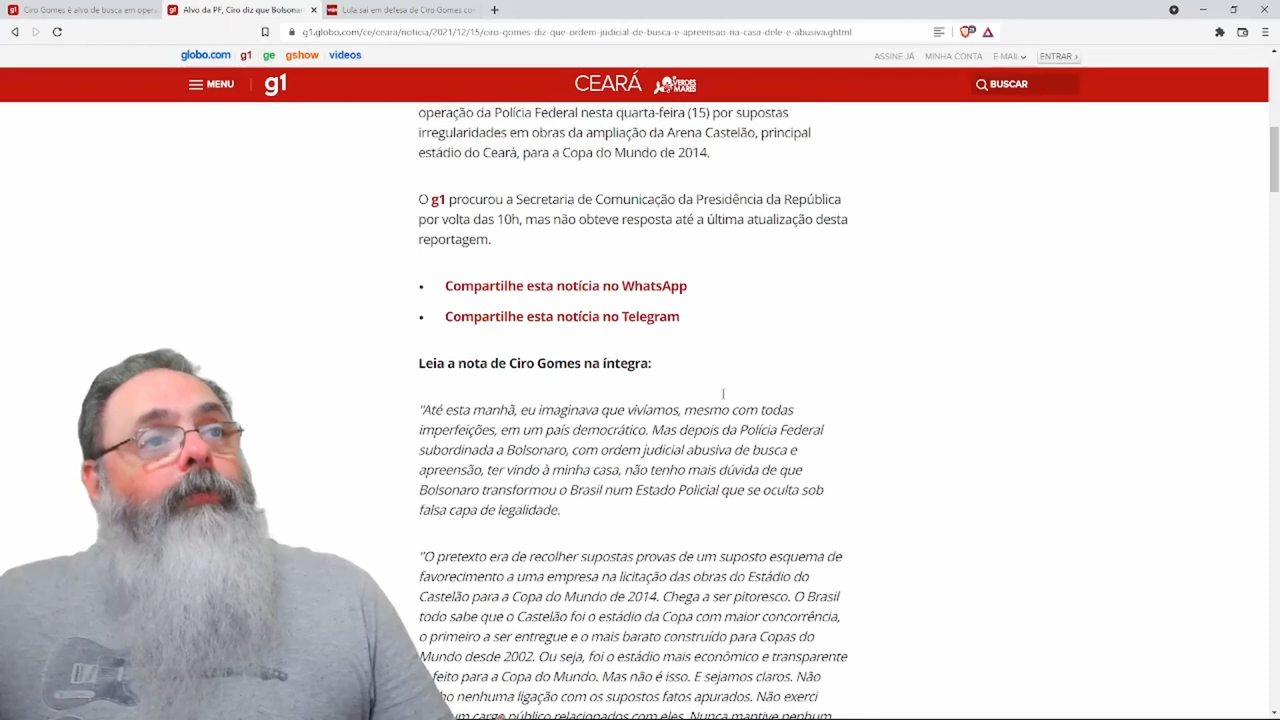 Ciro Gomes é alvo de busca em opera
Alvo da PF, Ciro diz que Bolsonar
Lula sai em defesa de Ciro Gomes co
g1.globo.com/ce/ceara/noticia/2021/12/15/ciro-gomes-diz-que-ordem-judicial-de-busca-e-apreensao-na-casa-dele-e-abusiva.ghtml
globo.com g1 ge gshow videos
ASSINE JÁ MINHA CONTA E-MAIL ENTRAR ›
MENU g1 CEARÁ VERDES MARES BUSCAR
operação da Polícia Federal nesta quarta-feira (15) por supostas
irregularidades em obras da ampliação da Arena Castelão, principal
estádio do Ceará, para a Copa do Mundo de 2014.
O g1 procurou a Secretaria de Comunicação da Presidência da República
por volta das 10h, mas não obteve resposta até a última atualização desta
reportagem.
• Compartilhe esta notícia no WhatsApp
• Compartilhe esta notícia no Telegram
Leia a nota de Ciro Gomes na íntegra:
"Até esta manhã, eu imaginava que vivíamos, mesmo com todas
imperfeições, em um país democrático. Mas depois da Polícia Federal
subordinada a Bolsonaro, com ordem judicial abusiva de busca e
apreensão, ter vindo à minha casa, não tenho mais dúvida de que
Bolsonaro transformou o Brasil num Estado Policial que se oculta sob
falsa capa de legalidade.
"O pretexto era de recolher supostas provas de um suposto esquema de
favorecimento a uma empresa na licitação das obras do Estádio do
Castelão para a Copa do Mundo de 2014. Chega a ser pitoresco. O Brasil
todo sabe que o Castelão foi o estádio da Copa com maior concorrência,
o primeiro a ser entregue e o mais barato construído para Copas do
Mundo desde 2002. Ou seja, foi o estádio mais econômico e transparente
feito para a Copa do Mundo. Mas não é isso. E sejamos claros. Não
nenhuma ligação com os supostos fatos apurados. Não exerci
cargo público relacionados com eles. Nunca mantive nenhum